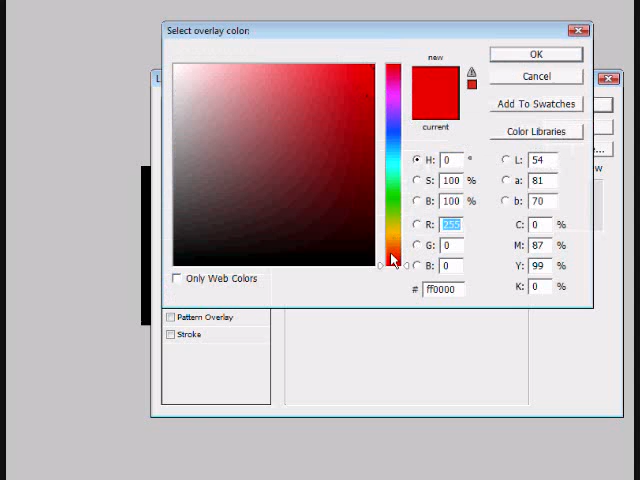 Select overlay color:
L
new
current
OK
Cancel
Add To Swatches
Color Libraries
H: 0 °
S: 100 %
B: 100 %
R: 255
G: 0
B: 0
# ff0000
L: 54
a: 81
b: 70
C: 0 %
M: 87 %
Y: 99 %
K: 0 %
Only Web Colors
Pattern Overlay
Stroke
e...
w